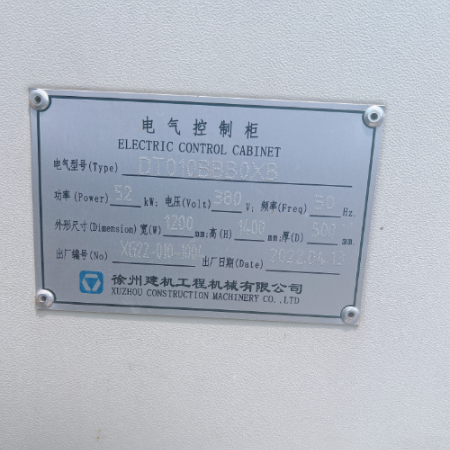 电气控制柜
ELECTRIC CONTROL CABINET
电气型号(Type)
功率(Power) 52 kW; 电压(Volt) 380 V; 频率(Freq) 50 Hz.
外形尺寸(Dimension)宽(W) 1200 mm;高(H) 1400 mm;厚(D) 500 mm
出厂编号(No) 出厂日期(Date) 2022.04.13
徐州建机工程机械有限公司
XUZHOU CONSTRUCTION MACHINERY CO.,LTD